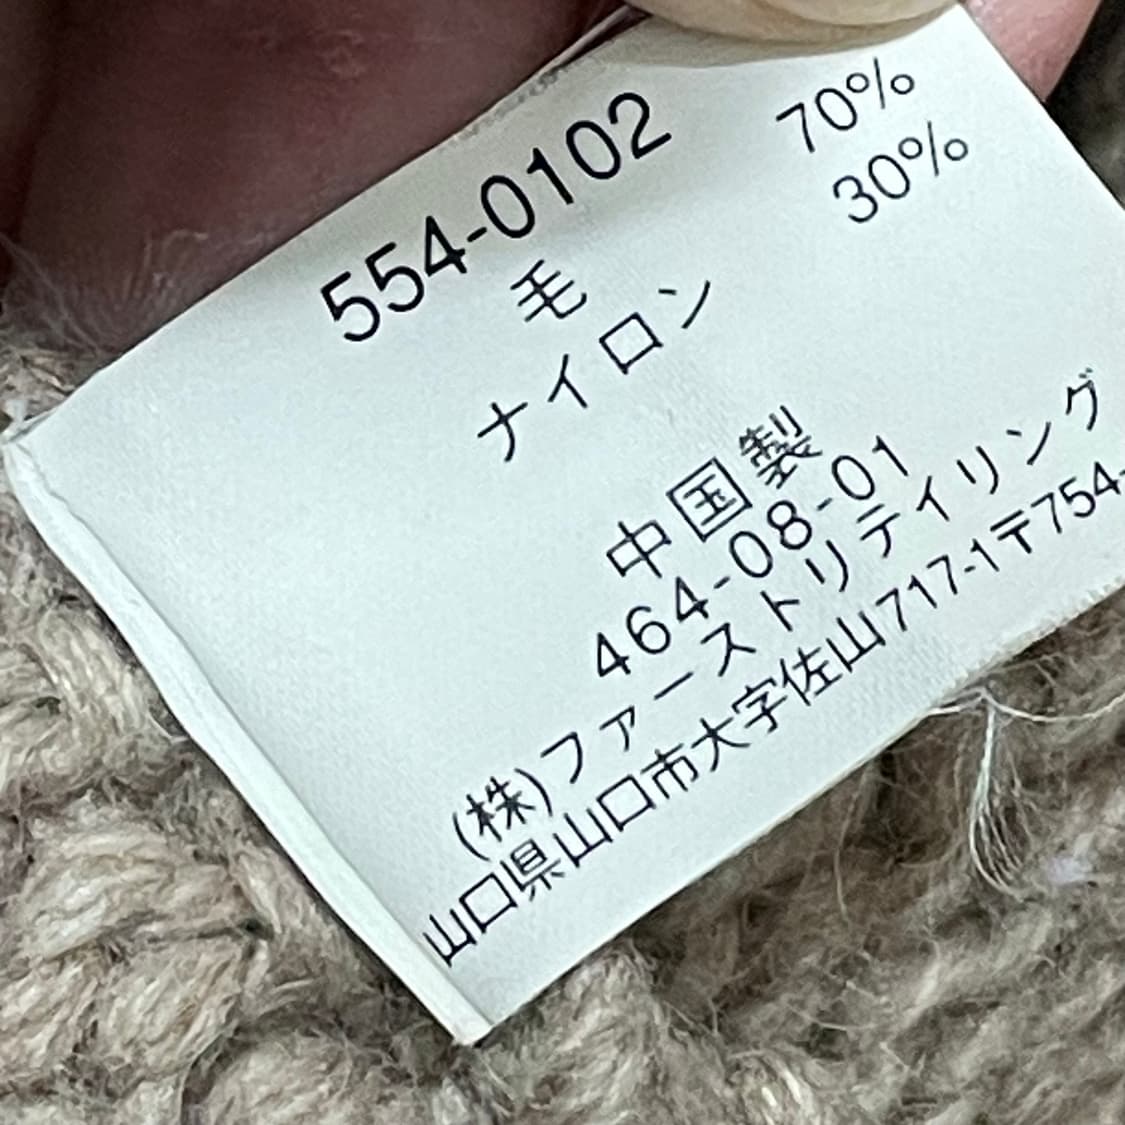 554-0102
毛 70%
ナイロン 30%
中国製
464-08-01
(株)ファーストリテイリング
山口県山口市大字佐山717-1〒754-